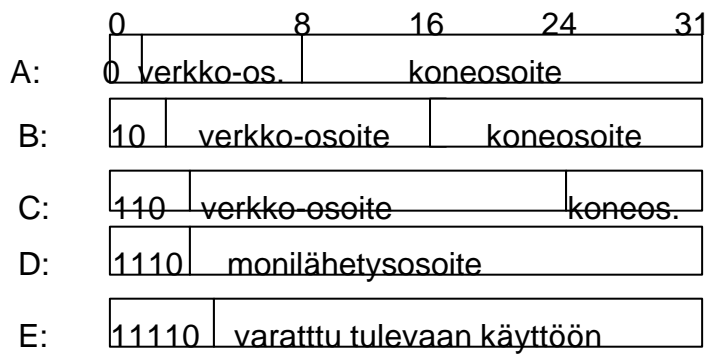 0 8 16 24 31
A: 0 verkko-os. koneosoite
B: 10 verkko-osoite koneosoite
C: 110 verkko-osoite koneos.
D: 1110 monilähetysosoite
E: 11110 varatttu tulevaan käyttöön